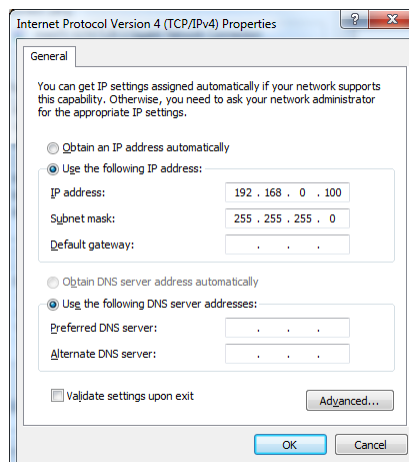 Internet Protocol Version 4 (TCP/IPv4) Properties
General
You can get IP settings assigned automatically if your network supports
this capability. Otherwise, you need to ask your network administrator
for the appropriate IP settings.
Obtain an IP address automatically
Use the following IP address:
IP address: 192 . 168 . 0 . 100
Subnet mask: 255 . 255 . 255 . 0
Default gateway: . . .
Obtain DNS server address automatically
Use the following DNS server addresses:
Preferred DNS server: . . .
Alternate DNS server: . . .
Validate settings upon exit
Advanced...
OK Cancel